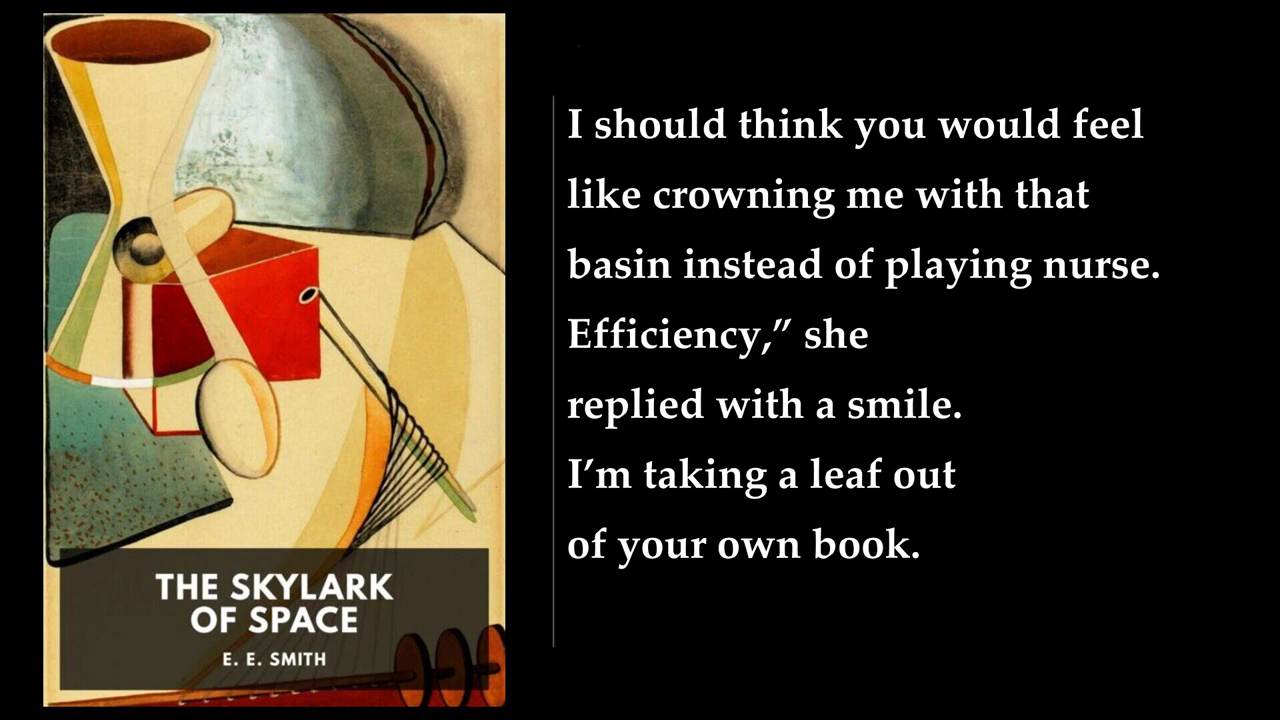 THE SKYLARK
OF SPACE
E. E. SMITH
I should think you would feel
like crowning me with that
basin instead of playing nurse.
Efficiency,” she
replied with a smile.
I’m taking a leaf out
of your own book.